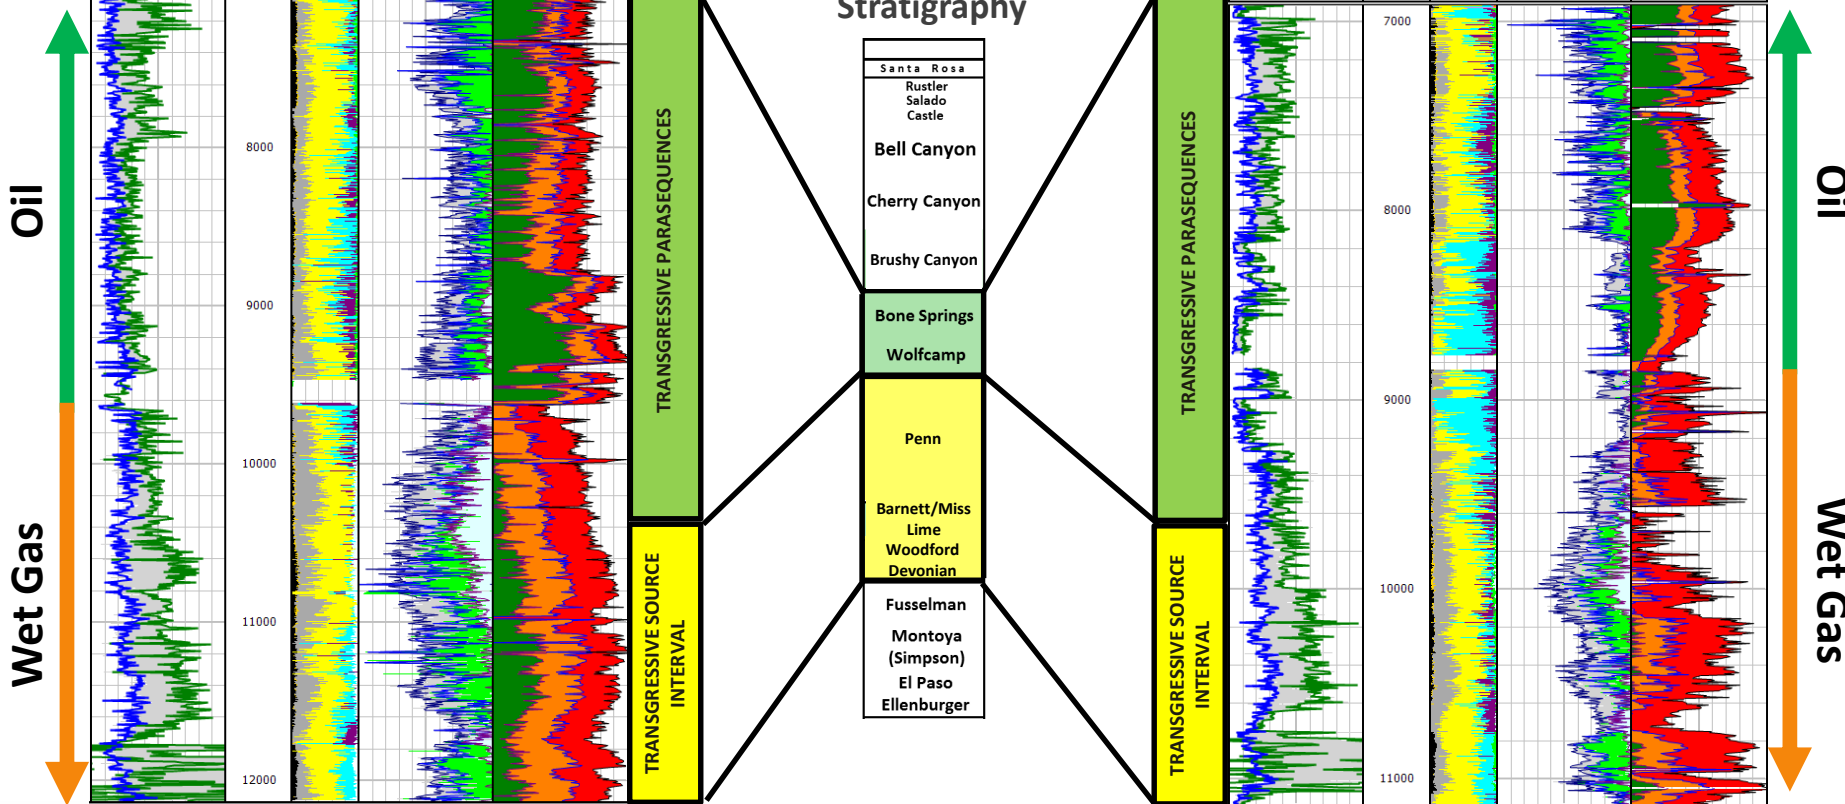 Stratigraphy
Oil
Wet Gas
8000
9000
10000
11000
12000
TRANSGRESSIVE PARASEQUENCES
TRANSGRESSIVE SOURCE
INTERVAL
Santa Rosa
Rustler
Salado
Castle
Bell Canyon
Cherry Canyon
Brushy Canyon
Bone Springs
Wolfcamp
Penn
Barnett/Miss
Lime
Woodford
Devonian
Fusselman
Montoya
(Simpson)
El Paso
Ellenburger
TRANSGRESSIVE PARASEQUENCES
TRANSGRESSIVE SOURCE
INTERVAL
7000
8000
9000
10000
11000
Oil
Wet Gas